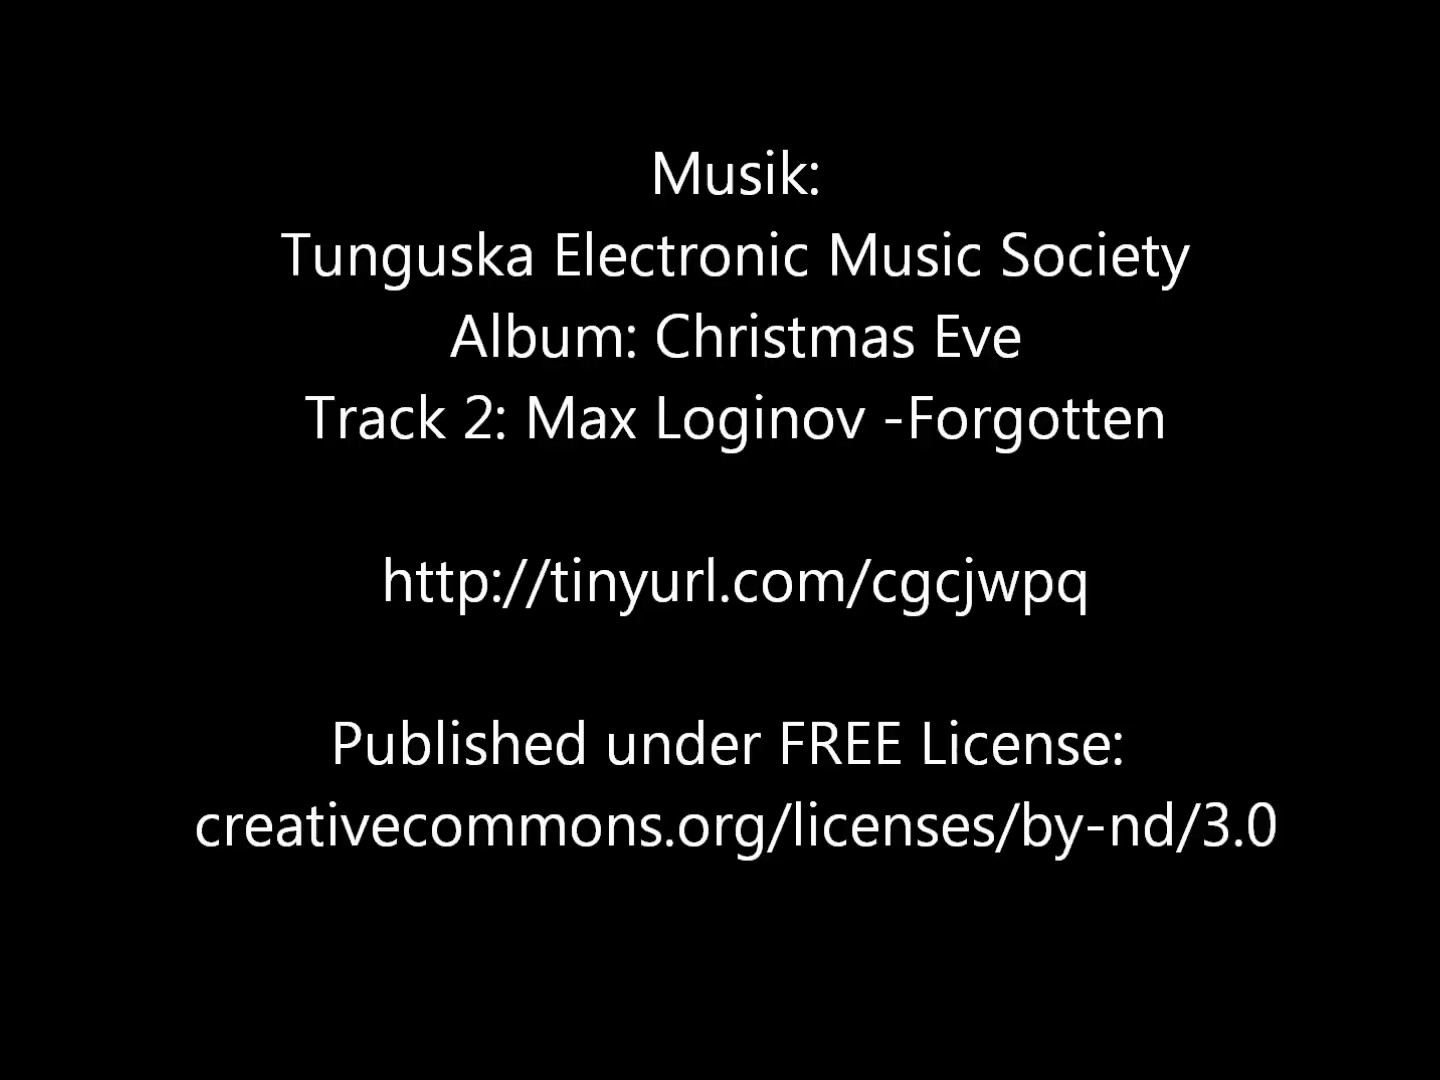 Musik:
Tunguska Electronic Music Society
Album: Christmas Eve
Track 2: Max Loginov -Forgotten
http://tinyurl.com/cgcjwpq
Published under FREE License:
creativecommons.org/licenses/by-nd/3.0